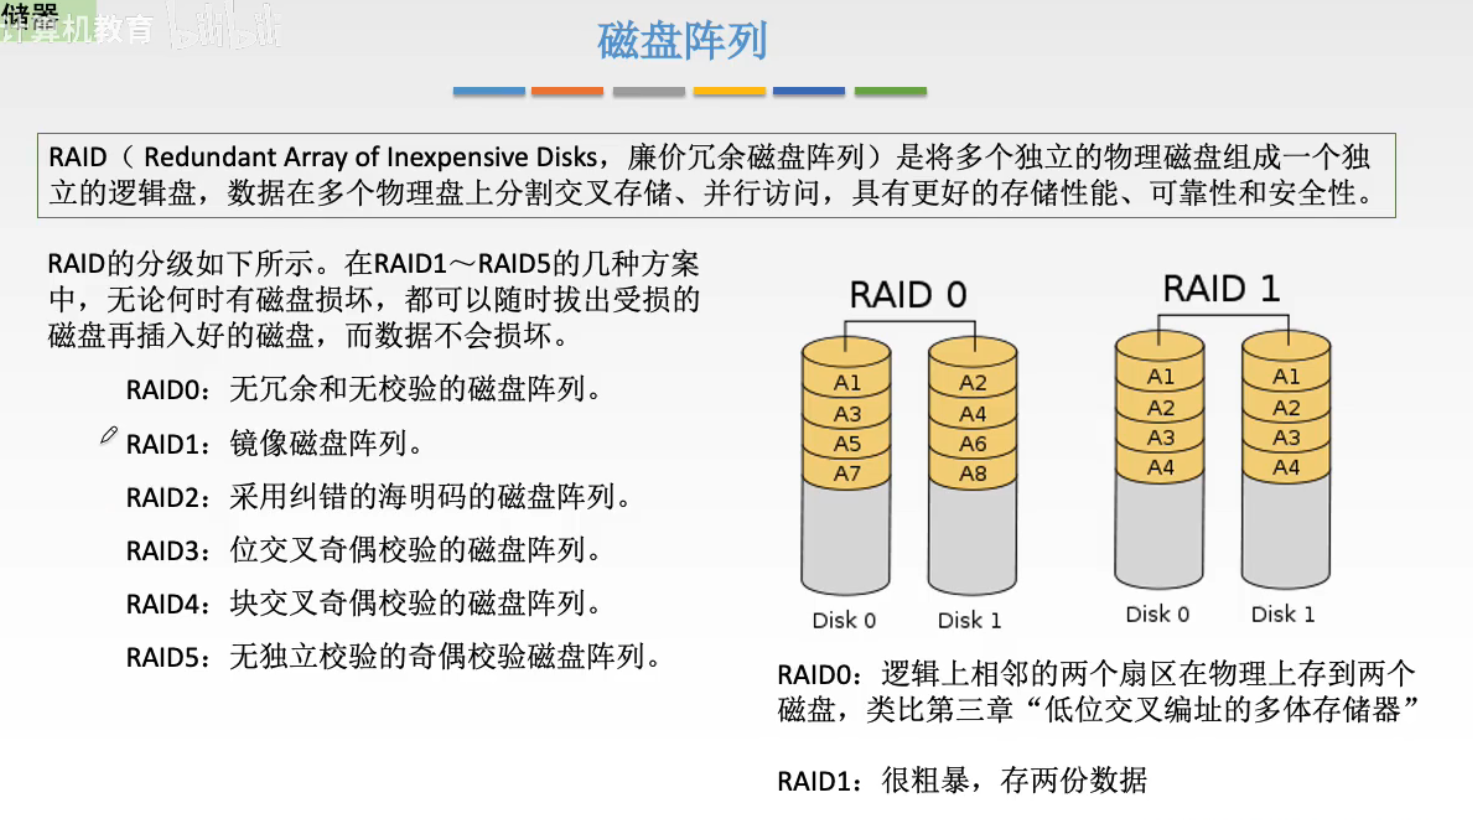 储器
计算机教育 bilibili
磁盘阵列
RAID（ Redundant Array of Inexpensive Disks，廉价冗余磁盘阵列）是将多个独立的物理磁盘组成一个独
立的逻辑盘，数据在多个物理盘上分割交叉存储、并行访问，具有更好的存储性能、可靠性和安全性。
RAID的分级如下所示。在RAID1～RAID5的几种方案
中，无论何时有磁盘损坏，都可以随时拔出受损的
磁盘再插入好的磁盘，而数据不会损坏。
RAID0：无冗余和无校验的磁盘阵列。
RAID1：镜像磁盘阵列。
RAID2：采用纠错的海明码的磁盘阵列。
RAID3：位交叉奇偶校验的磁盘阵列。
RAID4：块交叉奇偶校验的磁盘阵列。
RAID5：无独立校验的奇偶校验磁盘阵列。
RAID 0
A1 A2
A3 A4
A5 A6
A7 A8
Disk 0 Disk 1
RAID 1
A1 A1
A2 A2
A3 A3
A4 A4
Disk 0 Disk 1
RAID0：逻辑上相邻的两个扇区在物理上存到两个
磁盘，类比第三章“低位交叉编址的多体存储器”
RAID1：很粗暴，存两份数据